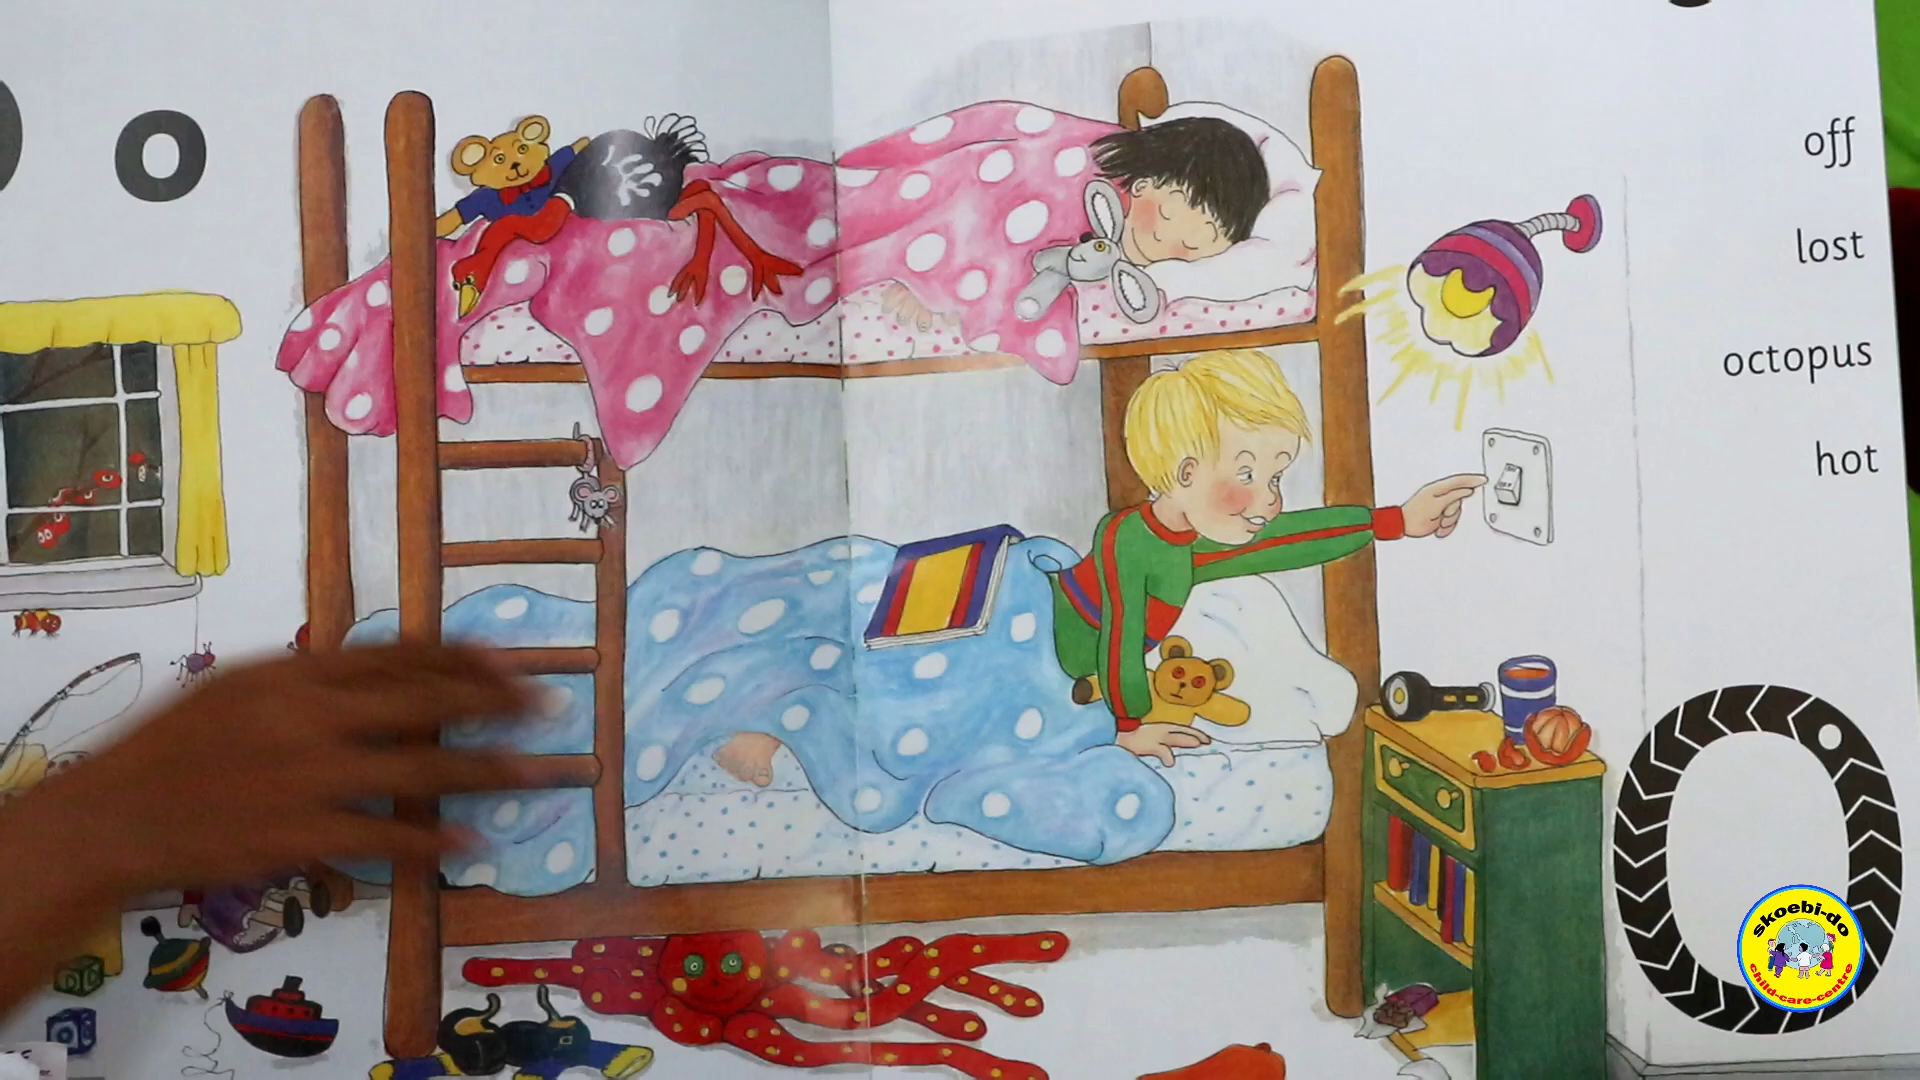 o
off
lost
octopus
hot
O
skoebi-do
child-care-centre